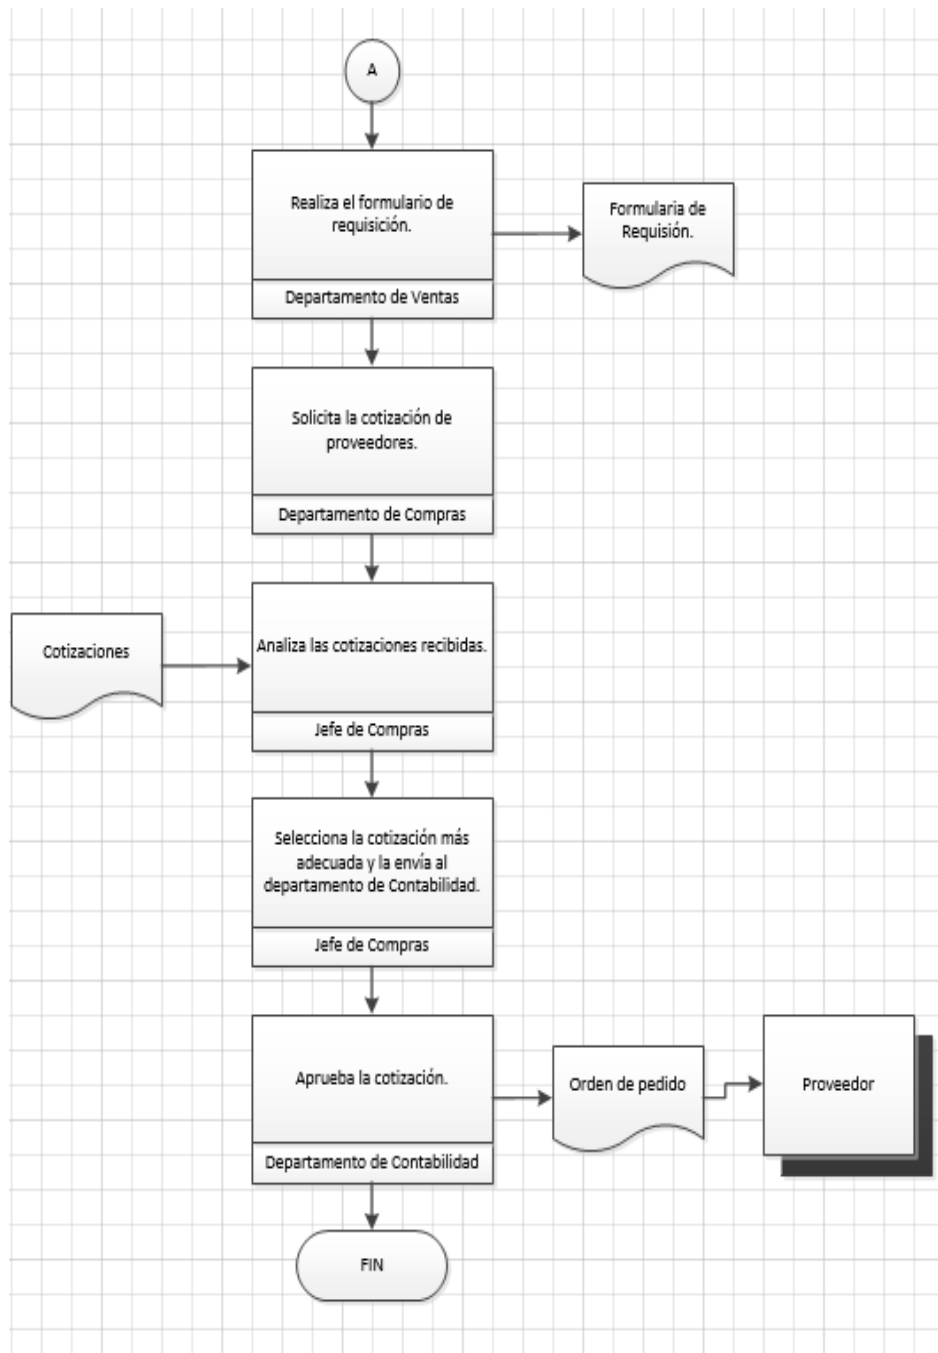 A
Realiza el formulario de
requisición.
Departamento de Ventas
Formularia de
Requisión.
Solicita la cotización de
proveedores.
Departamento de Compras
Cotizaciones
Analiza las cotizaciones recibidas.
Jefe de Compras
Selecciona la cotización más
adecuada y la envía al
departamento de Contabilidad.
Jefe de Compras
Aprueba la cotización.
Departamento de Contabilidad
Orden de pedido
Proveedor
FIN